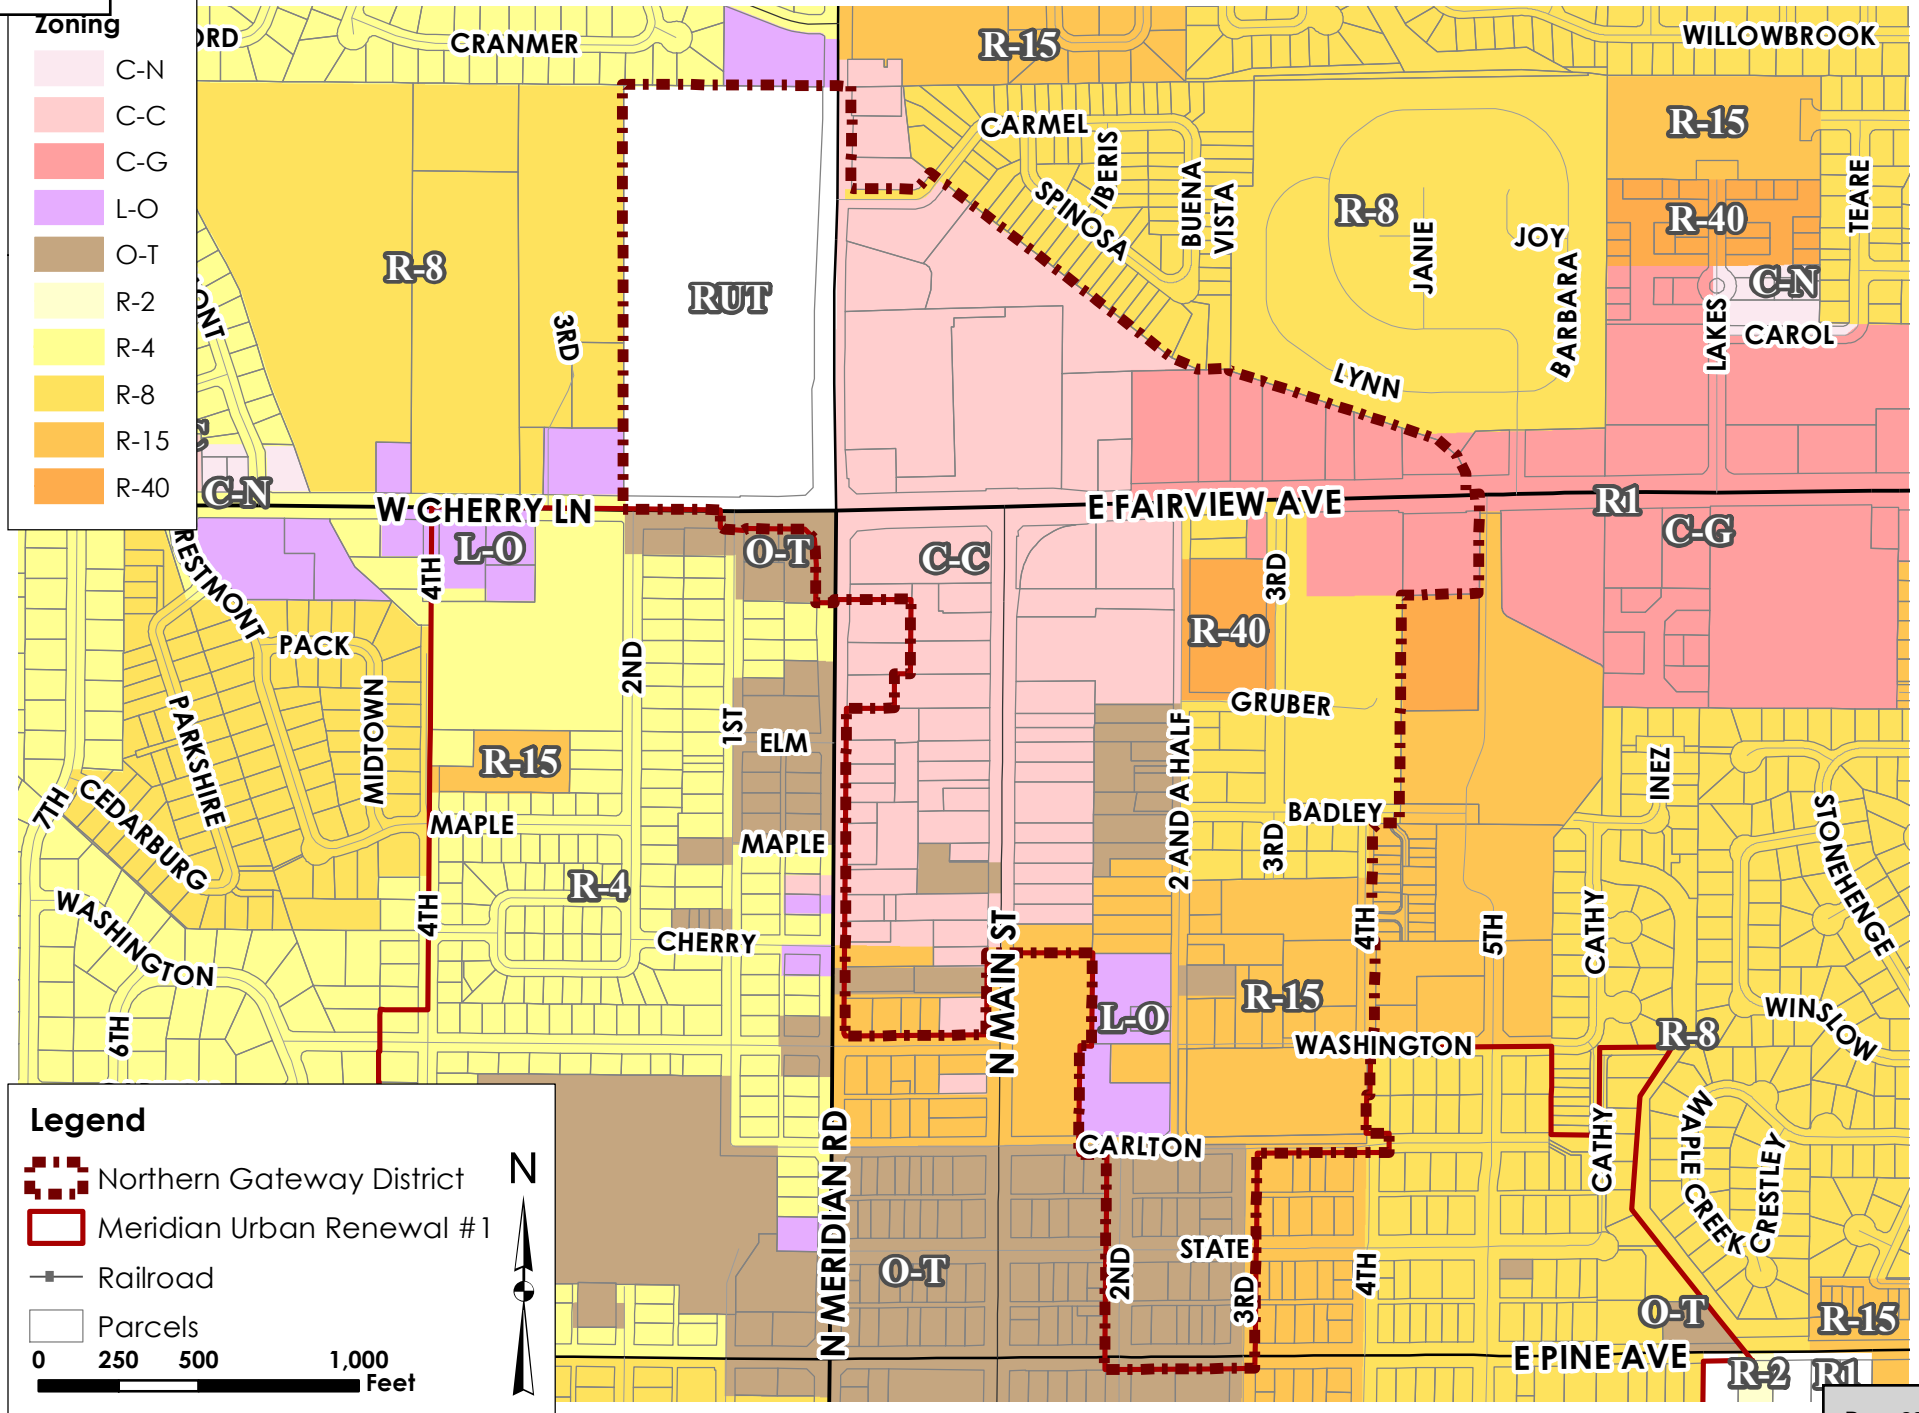 Zoning
C-N
C-C
C-G
L-O
O-T
R-2
R-4
R-8
R-15
R-40
CRANMER
R-15
WILLOWBROOK
CARMEL
IBERIS
SPINOSA
BUENA
VISTA
R-8
JANIE
JOY
BARBARA
R-15
R-40
TEARE
C-N
CAROL
LAKES
R-8
3RD
RUT
LYNN
C-N
W CHERRY LN
E FAIRVIEW AVE
R1
C-G
L-O
O-T
C-C
4TH
3RD
R-40
PACK
2ND
GRUBER
PARKSHIRE
MIDTOWN
1ST
ELM
2 AND A HALF
INEZ
R-15
7TH
CEDARBURG
MAPLE
MAPLE
BADLEY
3RD
STONEHENGE
R-4
WASHINGTON
4TH
CHERRY
N MAIN ST
4TH
5TH
CATHY
R-15
L-O
WINSLOW
6TH
WASHINGTON
R-8
CARLTON
N MERIDIAN RD
CATHY
MAPLE CREEK
CRESTLEY
O-T
2ND
STATE
3RD
4TH
O-T
R-15
E PINE AVE
R-2
R1
Legend
Northern Gateway District
Meridian Urban Renewal #1
Railroad
Parcels
N
0 250 500 1,000
Feet